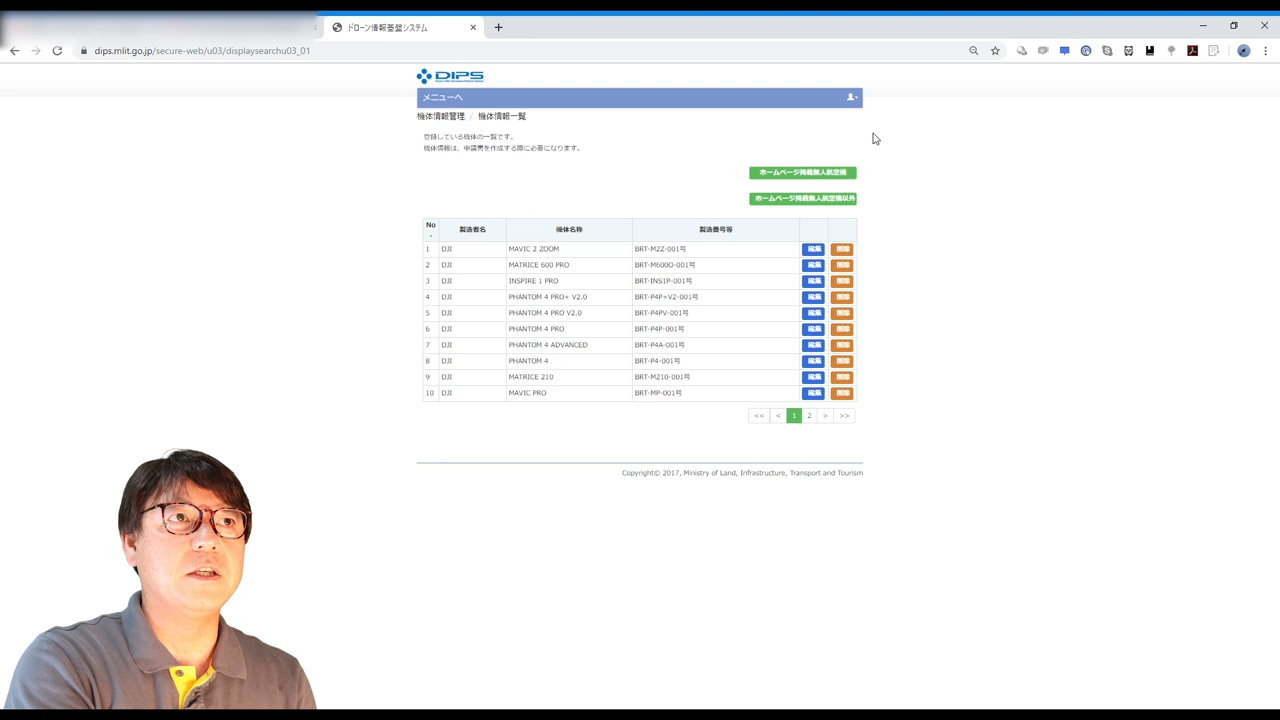 ドローン情報基盤システム
dips.mlit.go.jp/secure-web/u03/displaysearchu03_01
DIPS
メニューへ
機体情報管理 / 機体情報一覧
登録している機体の一覧です。
機体情報は、申請書を作成する際に必要になります。
ホームページ掲載無人航空機
ホームページ掲載無人航空機以外
No. 製造者名 機体名称 製造番号等
1 DJI MAVIC 2 ZOOM BRT-M2Z-001号 編集 削除
2 DJI MATRICE 600 PRO BRT-M600O-001号 編集 削除
3 DJI INSPIRE 1 PRO BRT-INS1P-001号 編集 削除
4 DJI PHANTOM 4 PRO+ V2.0 BRT-P4P+V2-001号 編集 削除
5 DJI PHANTOM 4 PRO V2.0 BRT-P4PV-001号 編集 削除
6 DJI PHANTOM 4 PRO BRT-P4P-001号 編集 削除
7 DJI PHANTOM 4 ADVANCED BRT-P4A-001号 編集 削除
8 DJI PHANTOM 4 BRT-P4-001号 編集 削除
9 DJI MATRICE 210 BRT-M210-001号 編集 削除
10 DJI MAVIC PRO BRT-MP-001号 編集 削除
<< < 1 2 > >>
Copyright© 2017, Ministry of Land, Infrastructure, Transport and Tourism